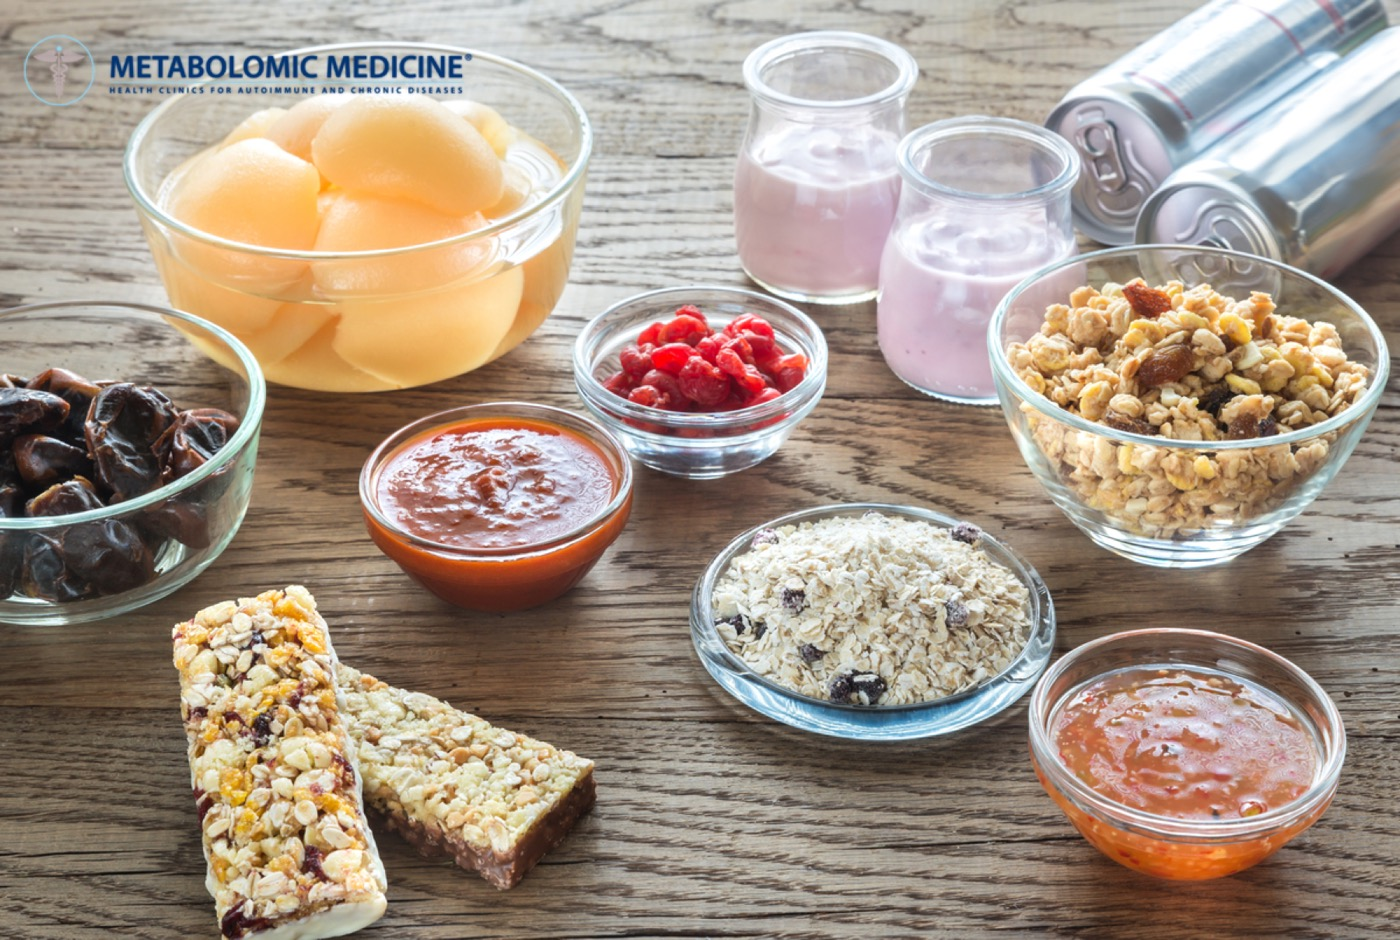 METABOLOMIC MEDICINE®
HEALTH CLINICS FOR AUTOIMMUNE AND CHRONIC DISEASES